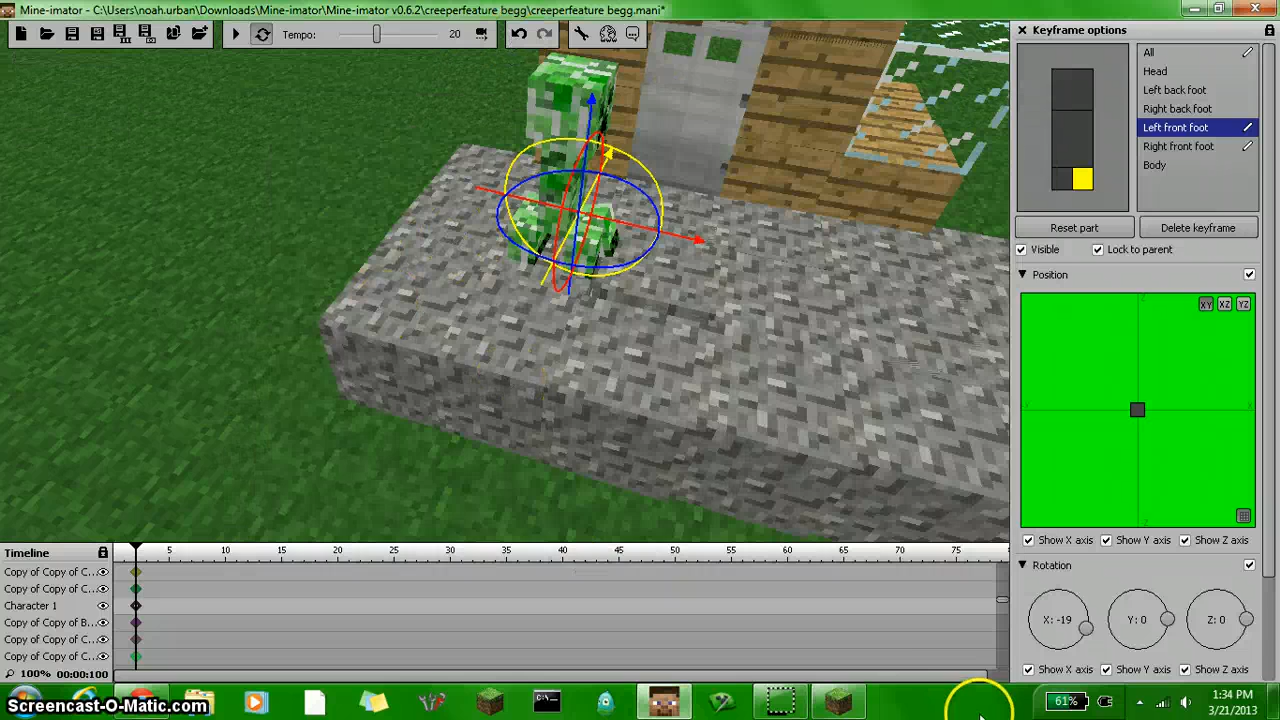 Mine-imator - C:\Users\noah.urban\Downloads\Mine-imator\Mine-imator v0.6.2\creeperfeature begg\creeperfeature begg.mani*
Tempo: 20
Keyframe options
All
Head
Left back foot
Right back foot
Left front foot
Right front foot
Body
Reset part Delete keyframe
Visible Lock to parent
Position
XY XZ YZ
Z
X
Show X axis Show Y axis Show Z axis
Rotation
X: -19 Y: 0 Z: 0
Show X axis Show Y axis Show Z axis
Timeline 5 10 15 20 25 30 35 40 45 50 55 60 65 70 75
Copy of Copy of C...
Copy of Copy of C...
Character 1
Copy of Copy of B...
Copy of Copy of C...
Copy of Copy of C...
100% 00:00:100
C:\_
61%
1:34 PM
3/21/2013
Screencast-O-Matic.com